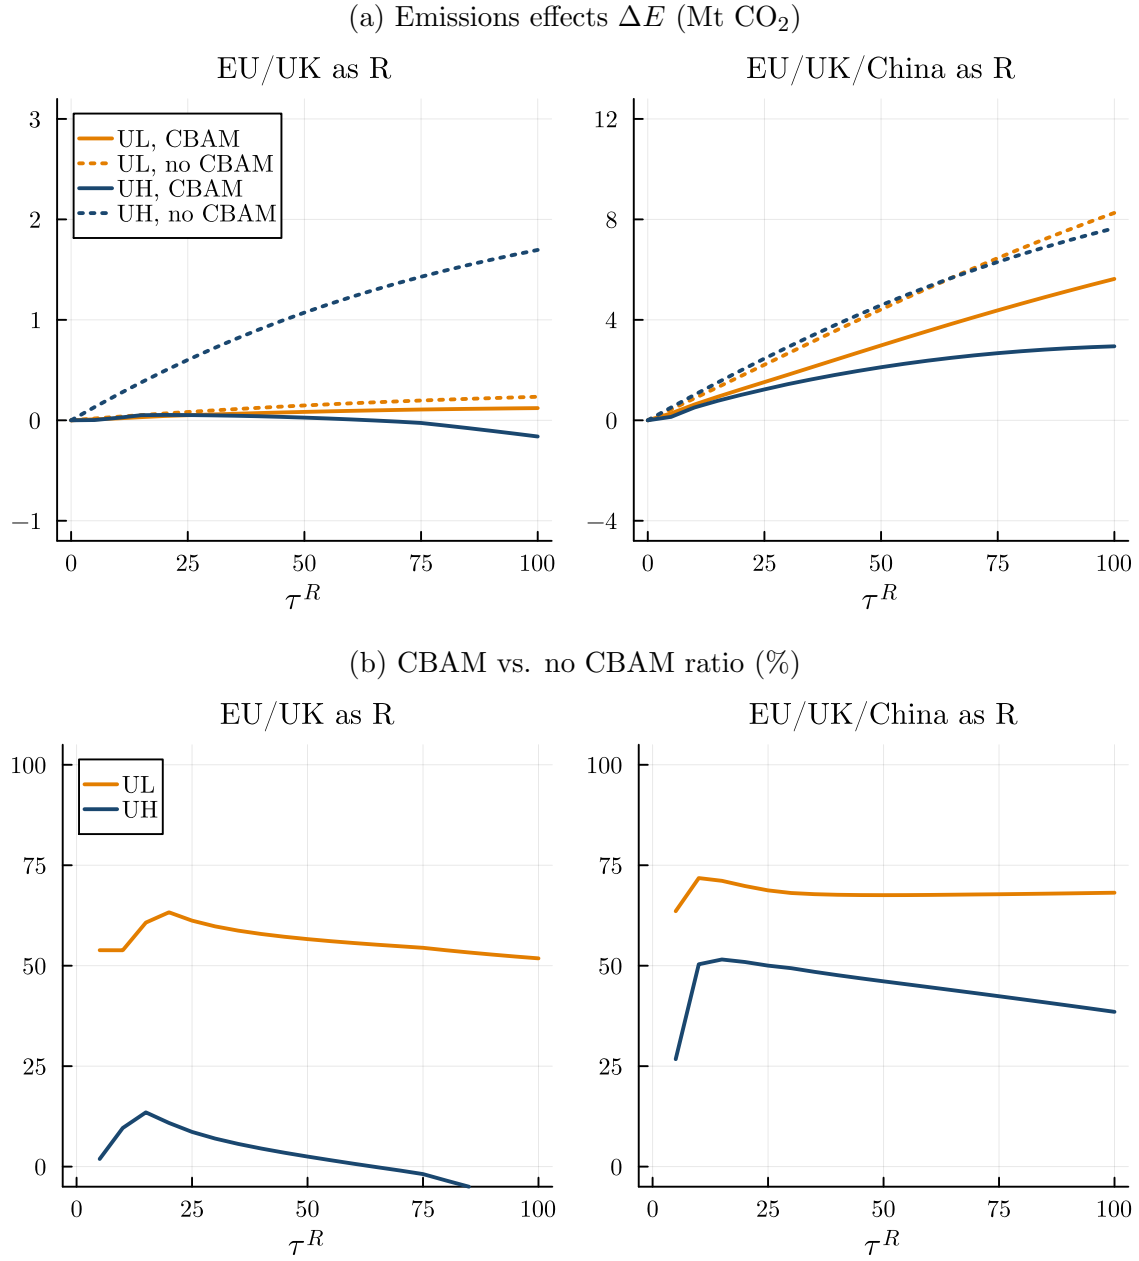 (a) Emissions effects ΔE (Mt CO₂)
EU/UK as R
3
2
1
0
−1
UL, CBAM
UL, no CBAM
UH, CBAM
UH, no CBAM
0 25 50 75 100
τ^R
EU/UK/China as R
12
8
4
0
−4
0 25 50 75 100
τ^R
(b) CBAM vs. no CBAM ratio (%)
EU/UK as R
100
75
50
25
0
UL
UH
0 25 50 75 100
τ^R
EU/UK/China as R
100
75
50
25
0
0 25 50 75 100
τ^R